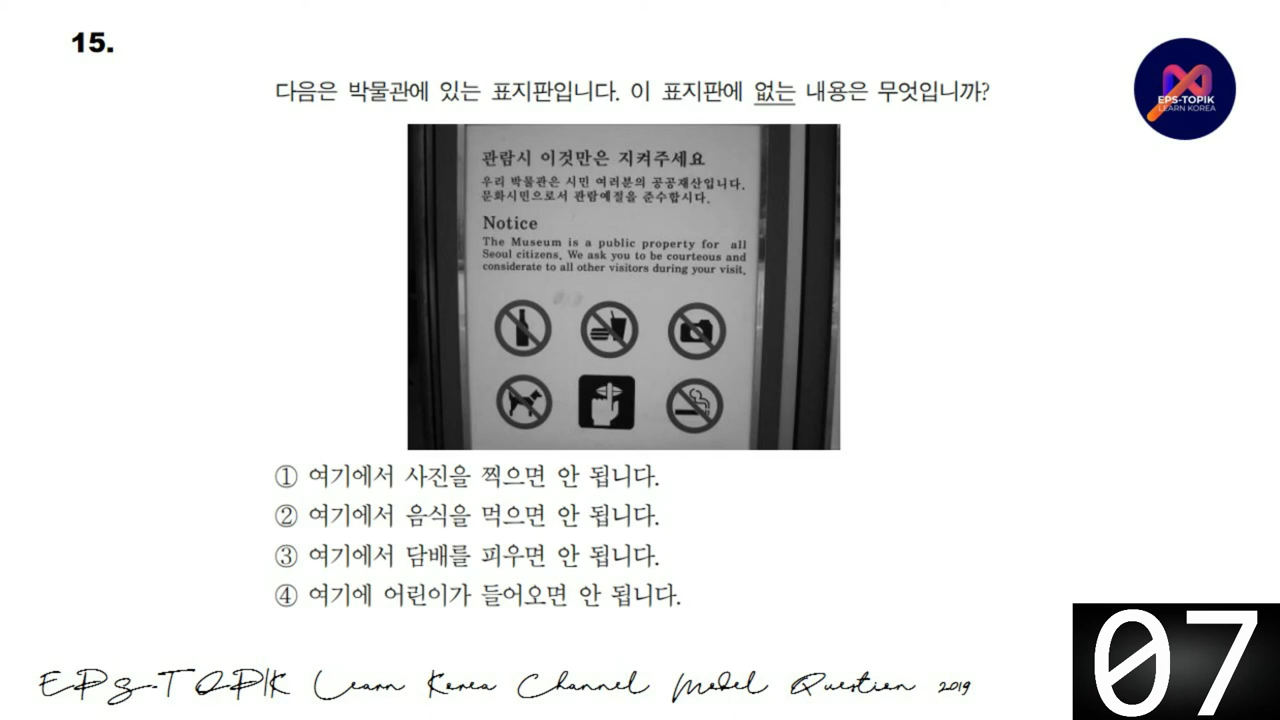 15.
다음은 박물관에 있는 표지판입니다. 이 표지판에 없는 내용은 무엇입니까?
EPS-TOPIK
LEARN KOREA
관람시 이것만은 지켜주세요
우리 박물관은 시민 여러분의 공공재산입니다.
문화시민으로서 관람예절을 준수합시다.
Notice
The Museum is a public property for all
Seoul citizens. We ask you to be courteous and
considerate to all other visitors during your visit.
① 여기에서 사진을 찍으면 안 됩니다.
② 여기에서 음식을 먹으면 안 됩니다.
③ 여기에서 담배를 피우면 안 됩니다.
④ 여기에 어린이가 들어오면 안 됩니다.
07
EPS-TOPIK Learn Korea Channel Model Question 2019